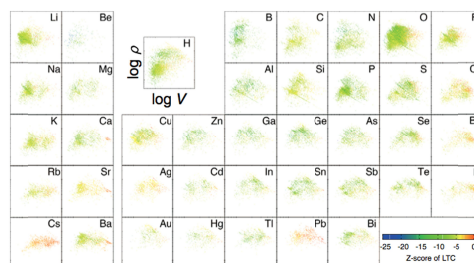 Li Be B C N O F
H
log ρ
log V
Na Mg Al Si P S
K Ca Cu Zn Ga Ge As Se
Rb Sr Ag Cd In Sn Sb Te
Cs Ba Au Hg Tl Pb Bi
-25 -20 -15 -10 -5 0
Z-score of LTC